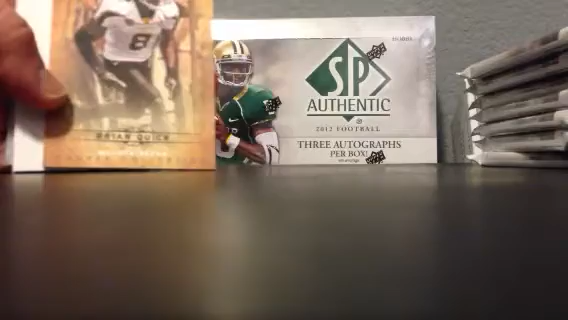 8
BRIAN QUICK
SP
AUTHENTIC
2012 FOOTBALL
THREE AUTOGRAPHS
PER BOX!